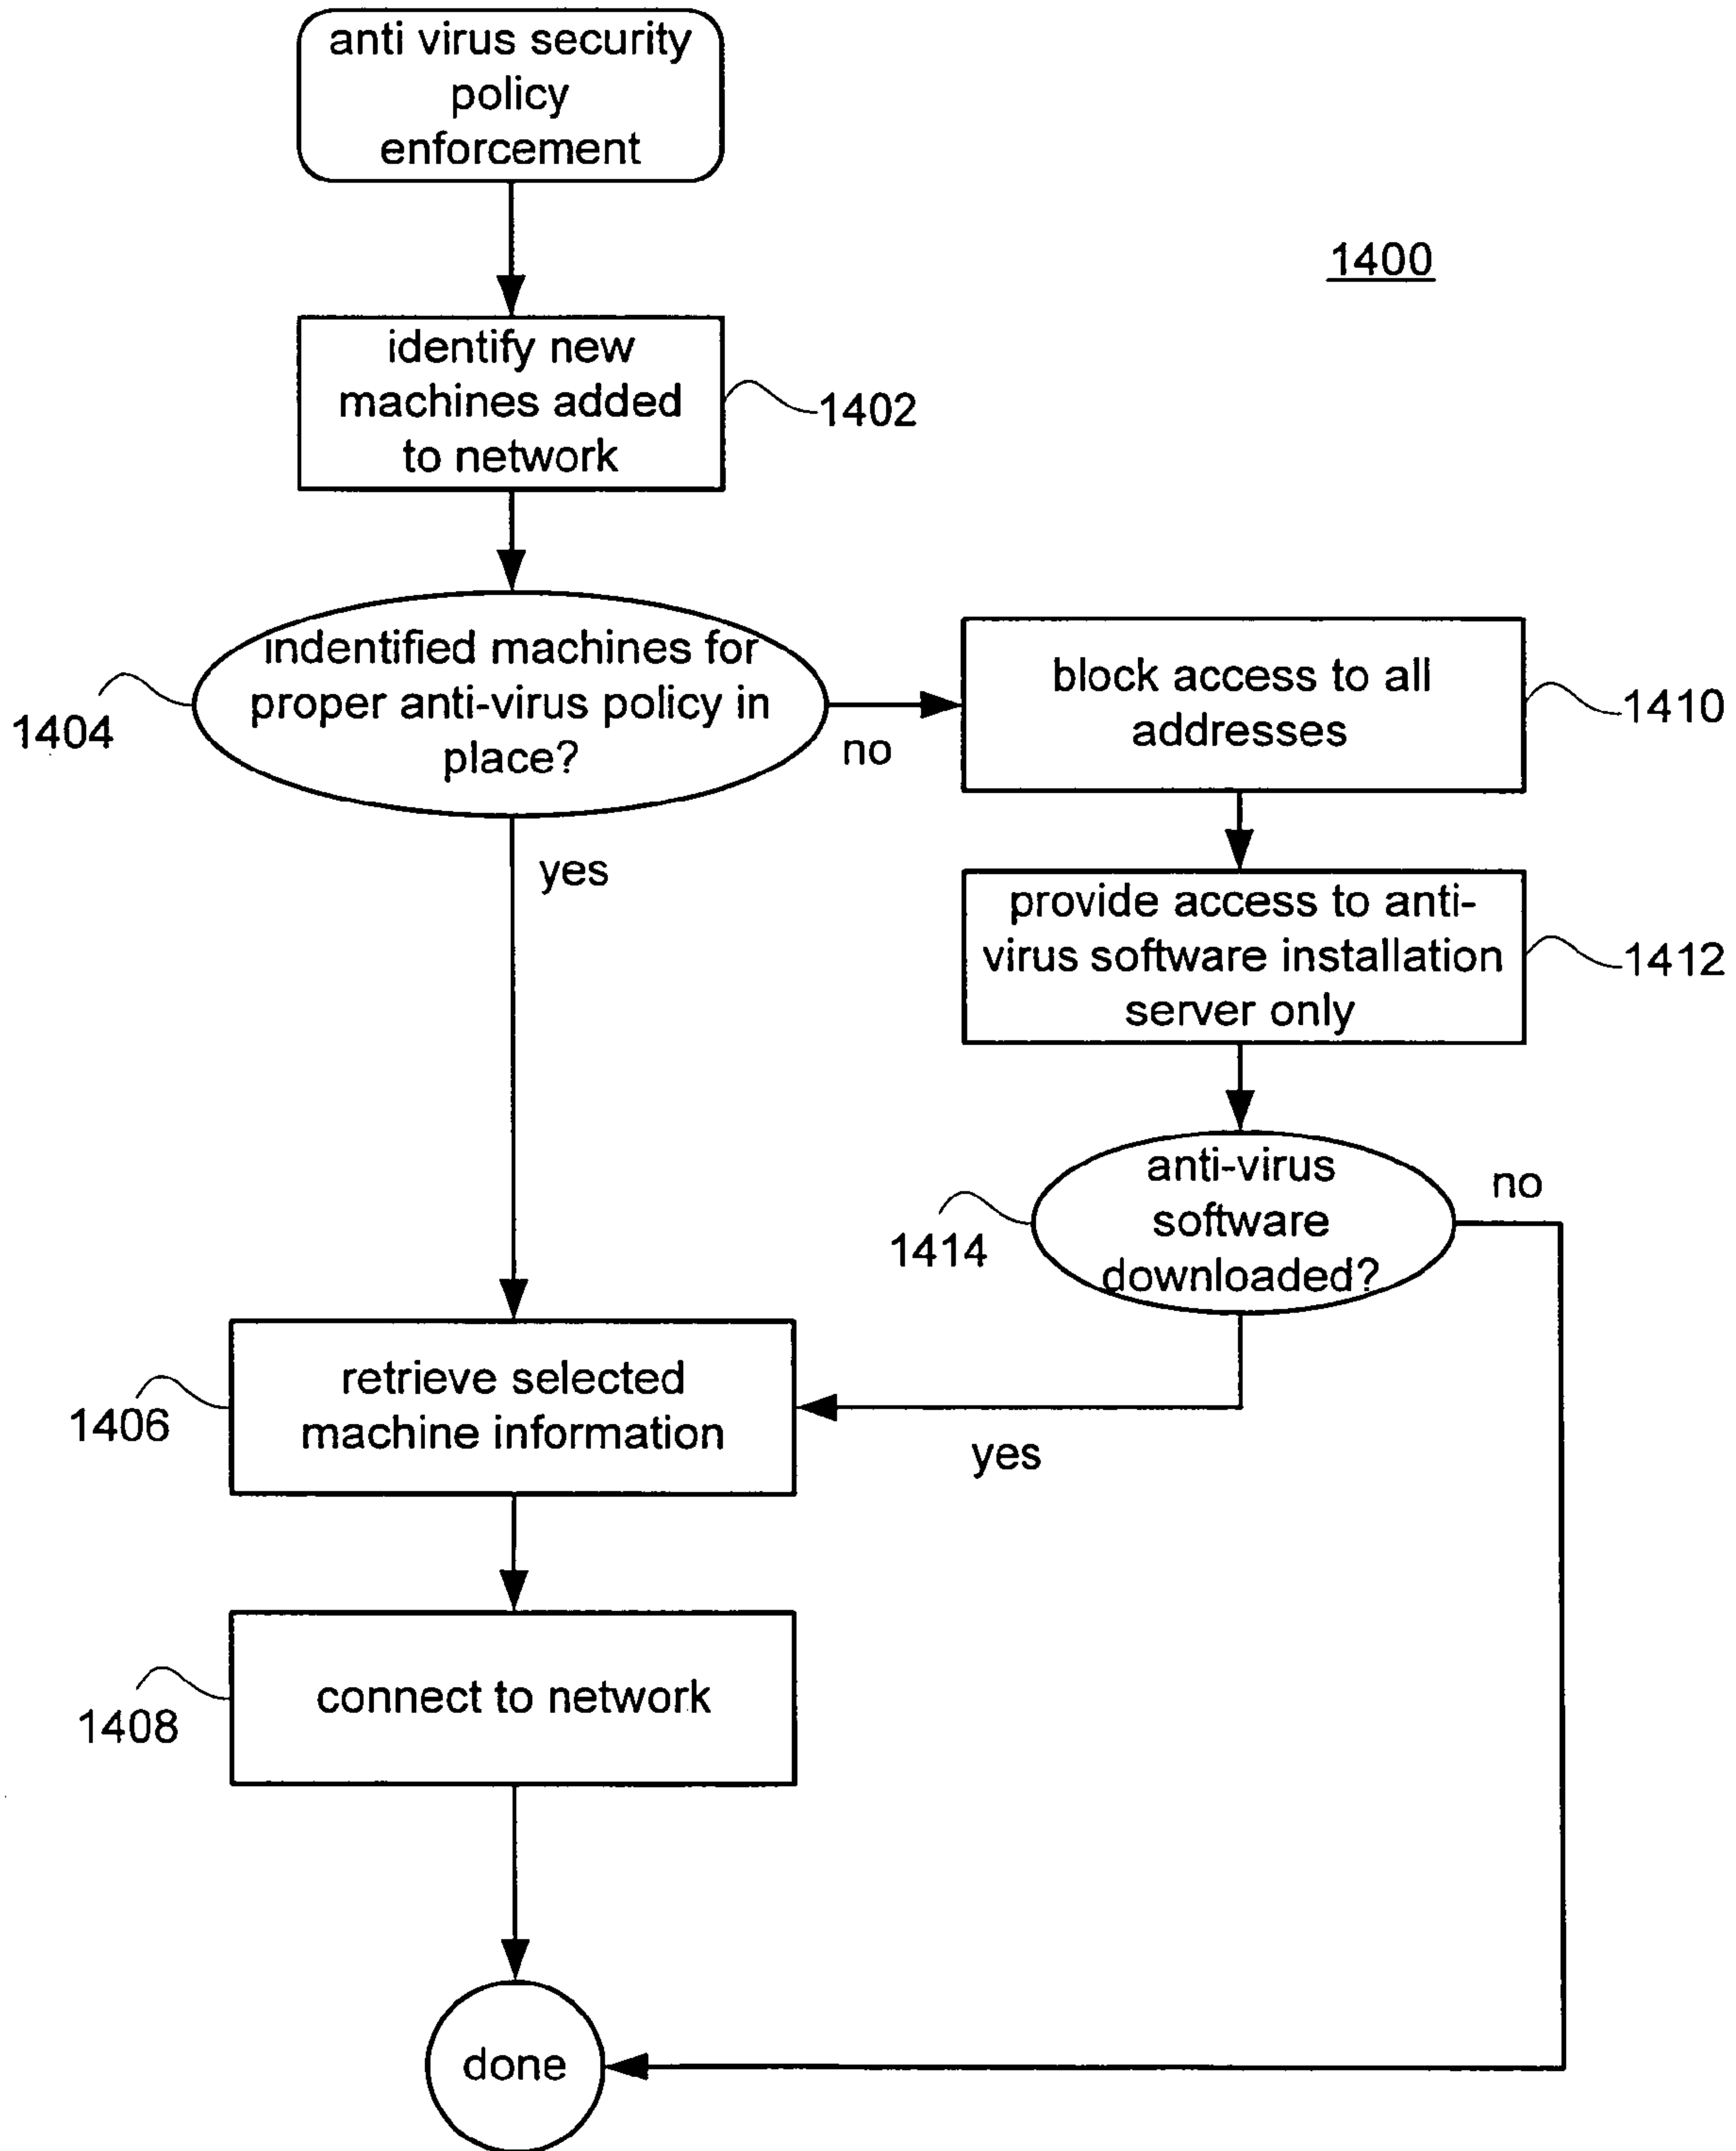 anti virus security
policy
enforcement
1400
identify new
machines added
to network
1402
indentified machines for
proper anti-virus policy in
place?
1404
no
block access to all
addresses
1410
yes
provide access to anti-
virus software installation
server only
1412
anti-virus
software
downloaded?
1414
no
retrieve selected
machine information
1406
yes
connect to network
1408
done